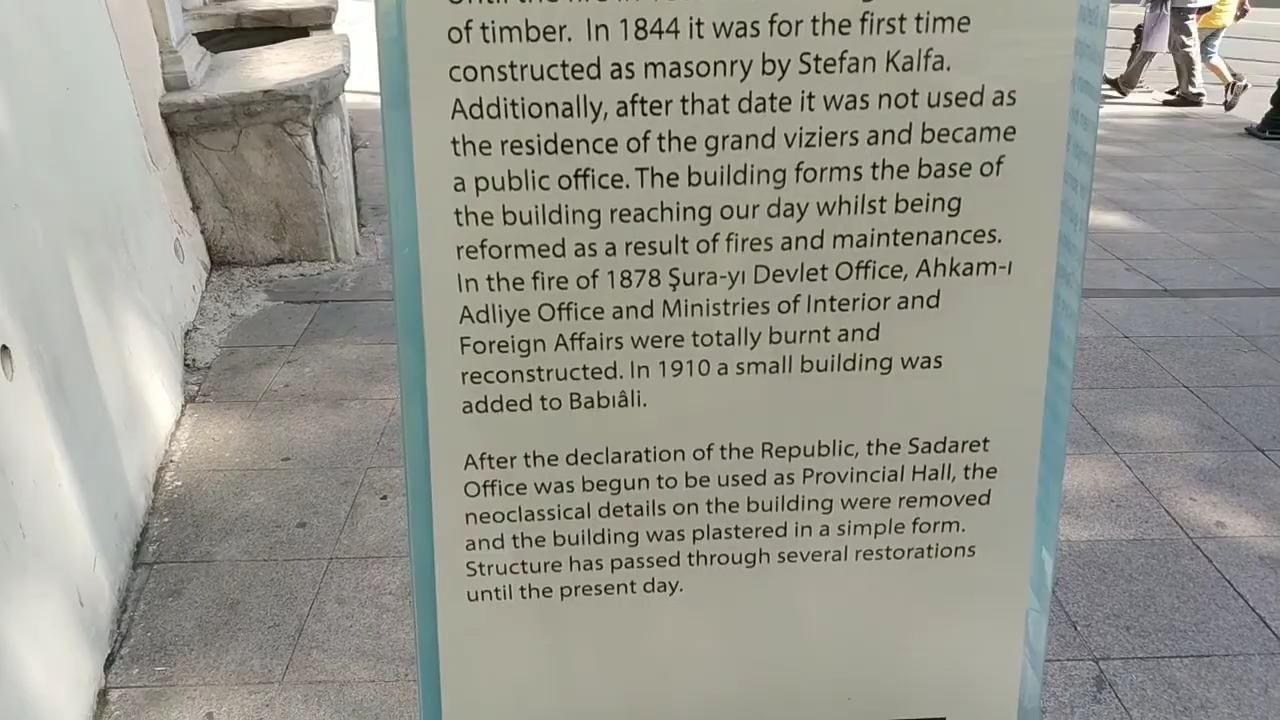 of timber. In 1844 it was for the first time
constructed as masonry by Stefan Kalfa.
Additionally, after that date it was not used as
the residence of the grand viziers and became
a public office. The building forms the base of
the building reaching our day whilst being
reformed as a result of fires and maintenances.
In the fire of 1878 Şura-yı Devlet Office, Ahkam-ı
Adliye Office and Ministries of Interior and
Foreign Affairs were totally burnt and
reconstructed. In 1910 a small building was
added to Babıâli.
After the declaration of the Republic, the Sadaret
Office was begun to be used as Provincial Hall, the
neoclassical details on the building were removed
and the building was plastered in a simple form.
Structure has passed through several restorations
until the present day.